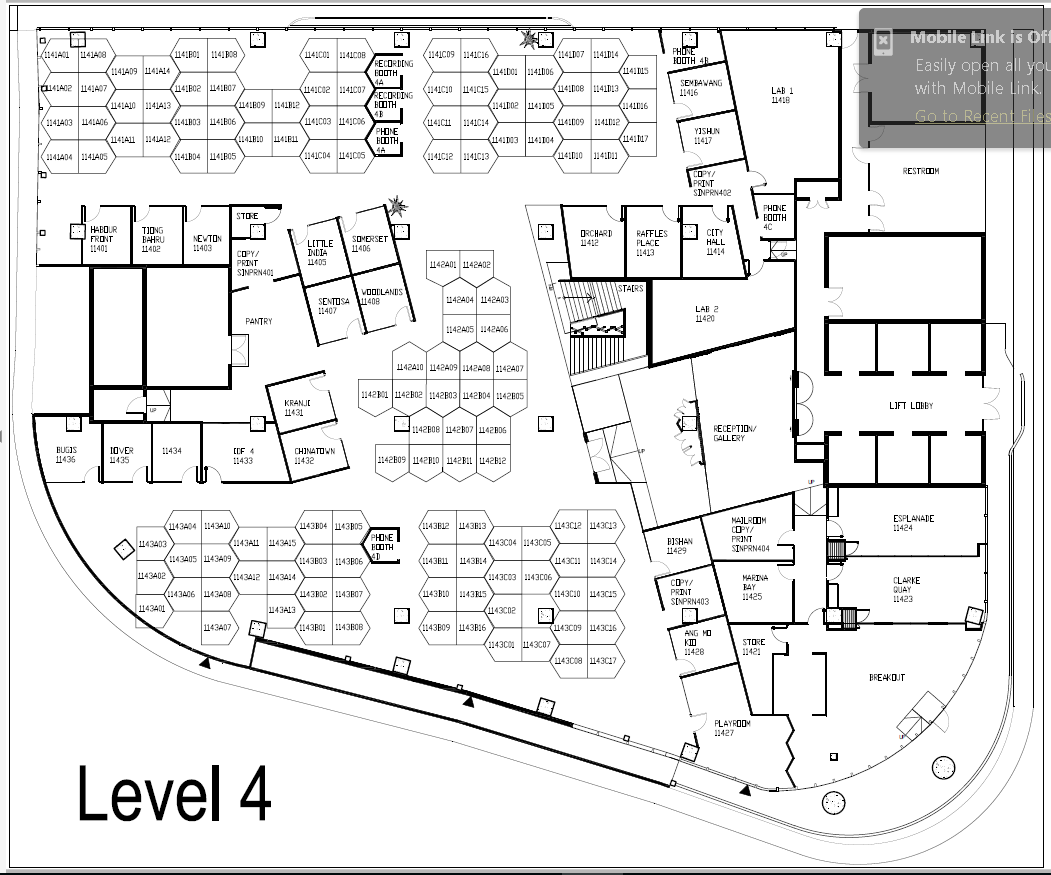 Mobile Link is Off
Easily open all you
with Mobile Link.
Go to Recent Files
1141A01 1141A08
1141A09 1141A14
1141A02 1141A07
1141A10 1141A13
1141A03 1141A06
1141A11 1141A12
1141A04 1141A05
1141B01 1141B08
1141B02 1141B07
1141B09 1141B12
1141B03 1141B06
1141B10 1141B11
1141B04 1141B05
1141C01 1141C08
1141C02 1141C07
1141C03 1141C06
1141C04 1141C05
RECORDING
BOOTH
4A
RECORDING
BOOTH
4B
PHONE
BOOTH
4A
1141C09 1141C16
1141C10 1141C15
1141C11 1141C14
1141C12 1141C13
1141D01 1141D06
1141D02 1141D05
1141D03 1141D04
1141D07 1141D14
1141D15
1141D08 1141D13
1141D16
1141D09 1141D12
1141D17
1141D10 1141D11
PHONE
BOOTH 4B
SEMBAWANG
11416
YISHUN
11417
COPY/
PRINT
SINPRN402
LAB 1
11418
RESTROOM
PHONE
BOOTH
4C
UP
HABOUR
FRONT
11401
TIONG
BAHRU
11402
NEWTON
11403
STORE
COPY/
PRINT
SINPRN401
LITTLE
INDIA
11405
SOMERSET
11406
SENTOSA
11407
WOODLANDS
11408
PANTRY
ORCHARD
11412
RAFFLES
PLACE
11413
CITY
HALL
11414
STAIRS
LAB 2
11420
1142A01 1142A02
1142A04 1142A03
1142A05 1142A06
1142A10 1142A09 1142A08 1142A07
1142B01 1142B02 1142B03 1142B04 1142B05
1142B08 1142B07 1142B06
1142B09 1142B10 1142B11 1142B12
KRANJI
11431
CHINATOWN
11432
UP
BUGIS
11436
DOVER
11435
11434
IDF 4
11433
RECEPTION/
GALLERY
UP
LIFT LOBBY
UP
1143A04 1143A10
1143A03
1143A11 1143A15
1143A05 1143A09
1143A02
1143A12 1143A14
1143A06 1143A08
1143A01
1143A13
1143A07
1143B04 1143B05
1143B03 1143B06
1143B02 1143B07
1143B01 1143B08
PHONE
BOOTH
4D
1143B12 1143B13
1143B11 1143B14
1143B10 1143B15
1143B09 1143B16
1143C04 1143C05
1143C03 1143C06
1143C02
1143C01 1143C07
1143C12 1143C13
1143C11 1143C14
1143C10 1143C15
1143C09 1143C16
1143C08 1143C17
BISHAN
11429
MAILROOM
COPY/
PRINT
SINPRN404
COPY/
PRINT
SINPRN403
MARINA
BAY
11425
ESPLANADE
11424
CLARKE
QUAY
11423
ANG MO
KIO
11428
STORE
11421
BREAKOUT
PLAYROOM
11427
UP
Level 4